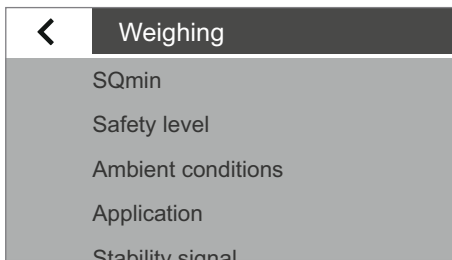 Weighing
SQmin
Safety level
Ambient conditions
Application
Stability signal